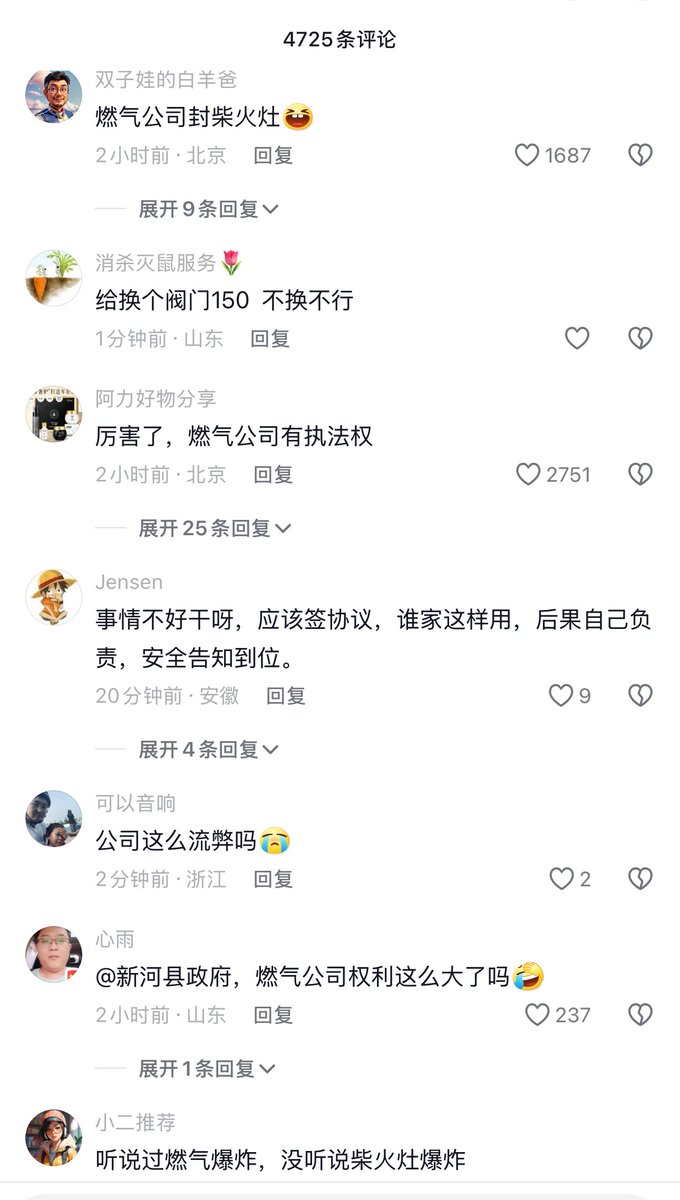 4725条评论
双子娃的白羊爸
燃气公司封柴火灶😆
2小时前·北京 回复
1687
展开9条回复
消杀灭鼠服务🌷
给换个阀门150 不换不行
1分钟前·山东 回复
阿力好物分享
厉害了，燃气公司有执法权
2小时前·北京 回复
2751
展开25条回复
Jensen
事情不好干呀，应该签协议，谁家这样用，后果自己负
责，安全告知到位。
20分钟前·安徽 回复
9
展开4条回复
可以音响
公司这么流弊吗😭
2分钟前·浙江 回复
2
展开1条回复
心雨
@新河县政府，燃气公司权利这么大了吗🤣
2小时前·山东 回复
237
展开1条回复
小二推荐
听说过燃气爆炸，没听说柴火灶爆炸